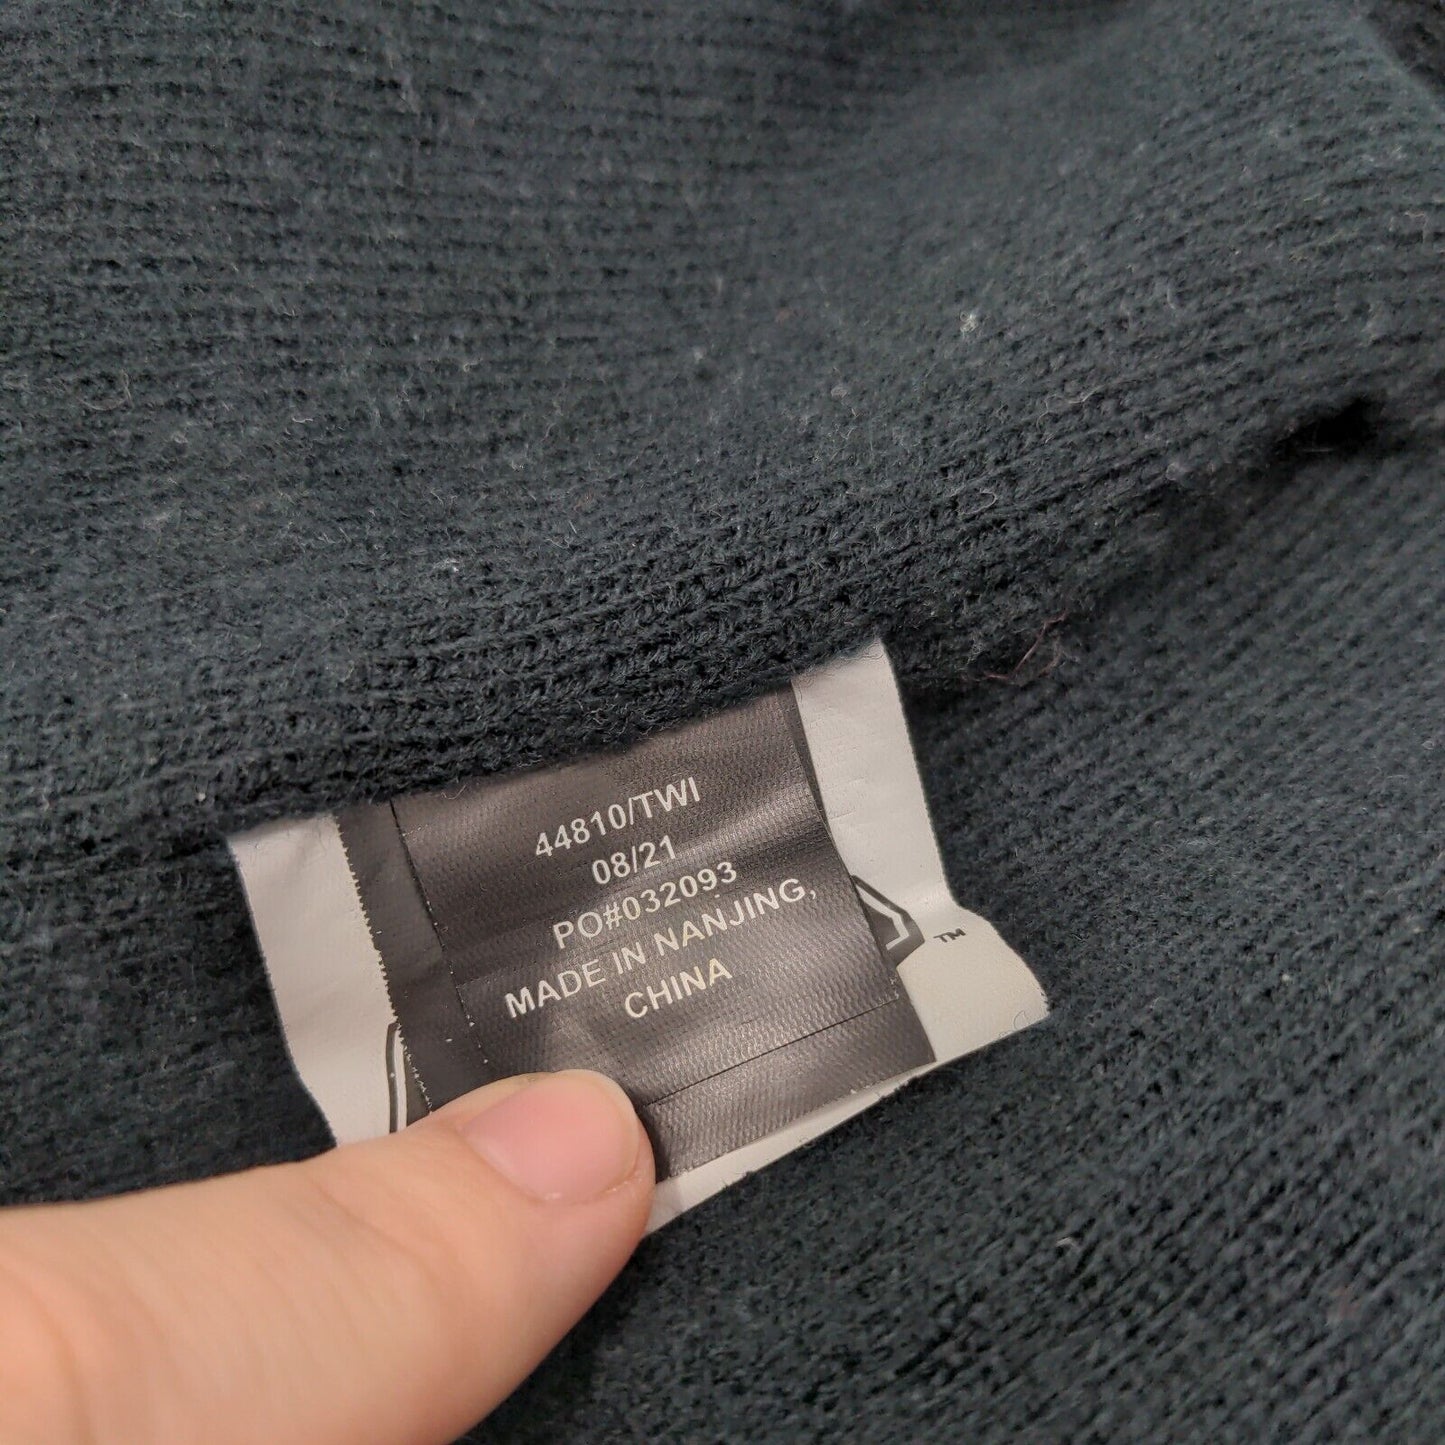 44810/TWI
08/21
PO#032093
MADE IN NANJING,
CHINA
TM